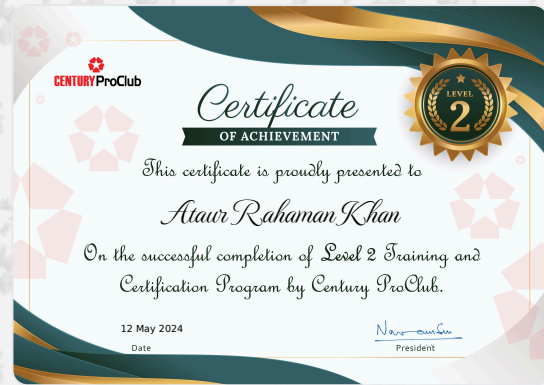 CENTURY ProClub
LEVEL
2
Certificate
OF ACHIEVEMENT
This certificate is proudly presented to
Ataur Rahaman Khan
On the successful completion of Level 2 Training and
Certification Program by Century ProClub.
12 May 2024
Date
President